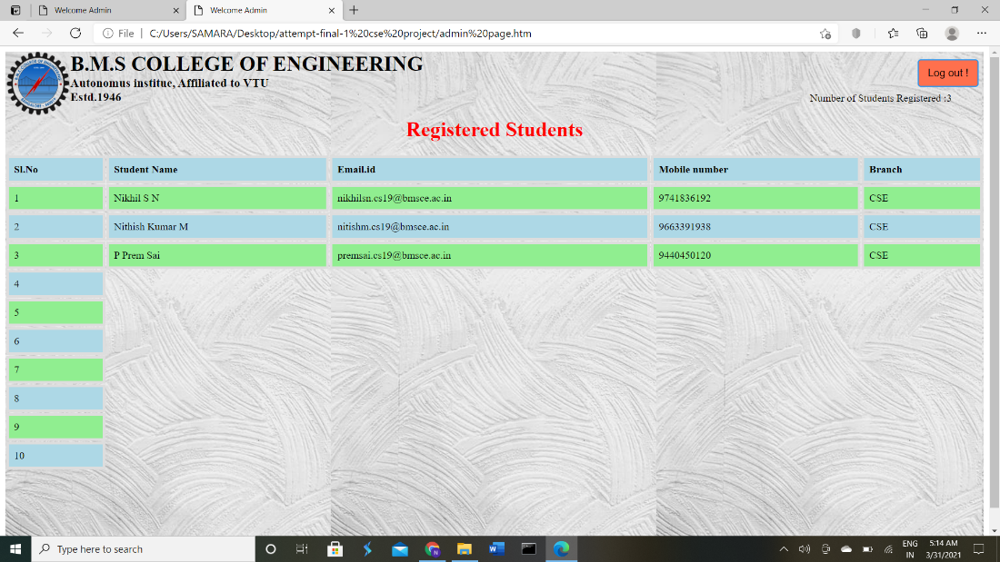 Welcome Admin
Welcome Admin
File | C:/Users/SAMARA/Desktop/attempt-final-1%20cse%20project/admin%20page.htm
B.M.S COLLEGE OF ENGINEERING
Autonomus institue, Affiliated to VTU
Estd.1946
Log out !
Number of Students Registered :3
Registered Students
Sl.No Student Name Email.id Mobile number Branch
1 Nikhil S N nikhilsn.cs19@bmsce.ac.in 9741836192 CSE
2 Nithish Kumar M nitishm.cs19@bmsce.ac.in 9663391938 CSE
3 P Prem Sai premsai.cs19@bmsce.ac.in 9440450120 CSE
4
5
6
7
8
9
10
Type here to search
ENG 5:14 AM
IN 3/31/2021